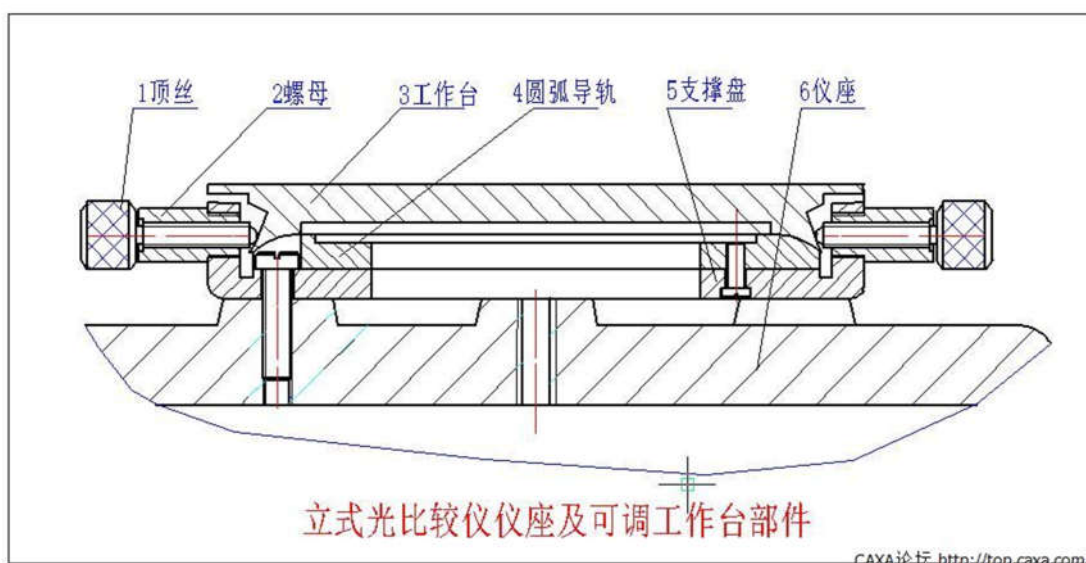 1顶丝 2螺母 3工作台 4圆弧导轨 5支撑盘 6仪座
立式光比较仪仪座及可调工作台部件
CAXA论坛 http://top.caxa.com